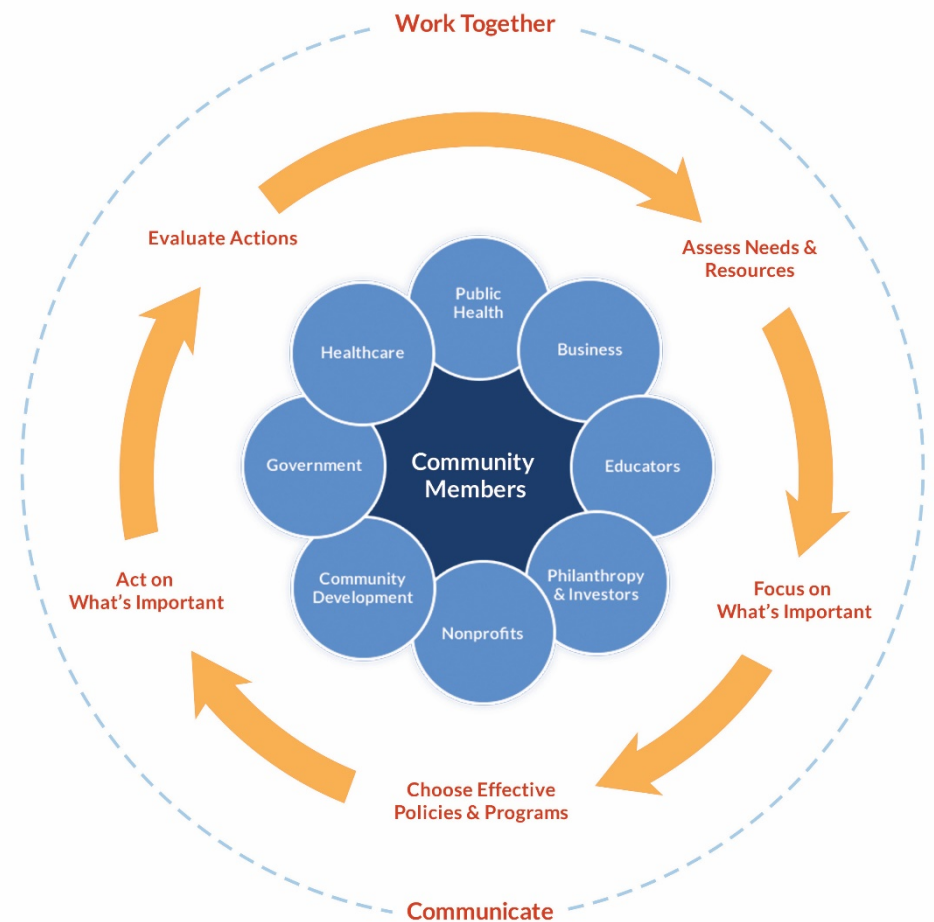 Work Together
Evaluate Actions
Assess Needs &
Resources
Public
Health
Healthcare
Business
Government
Community
Members
Educators
Community
Development
Philanthropy
& Investors
Nonprofits
Act on
What's Important
Focus on
What's Important
Choose Effective
Policies & Programs
Communicate